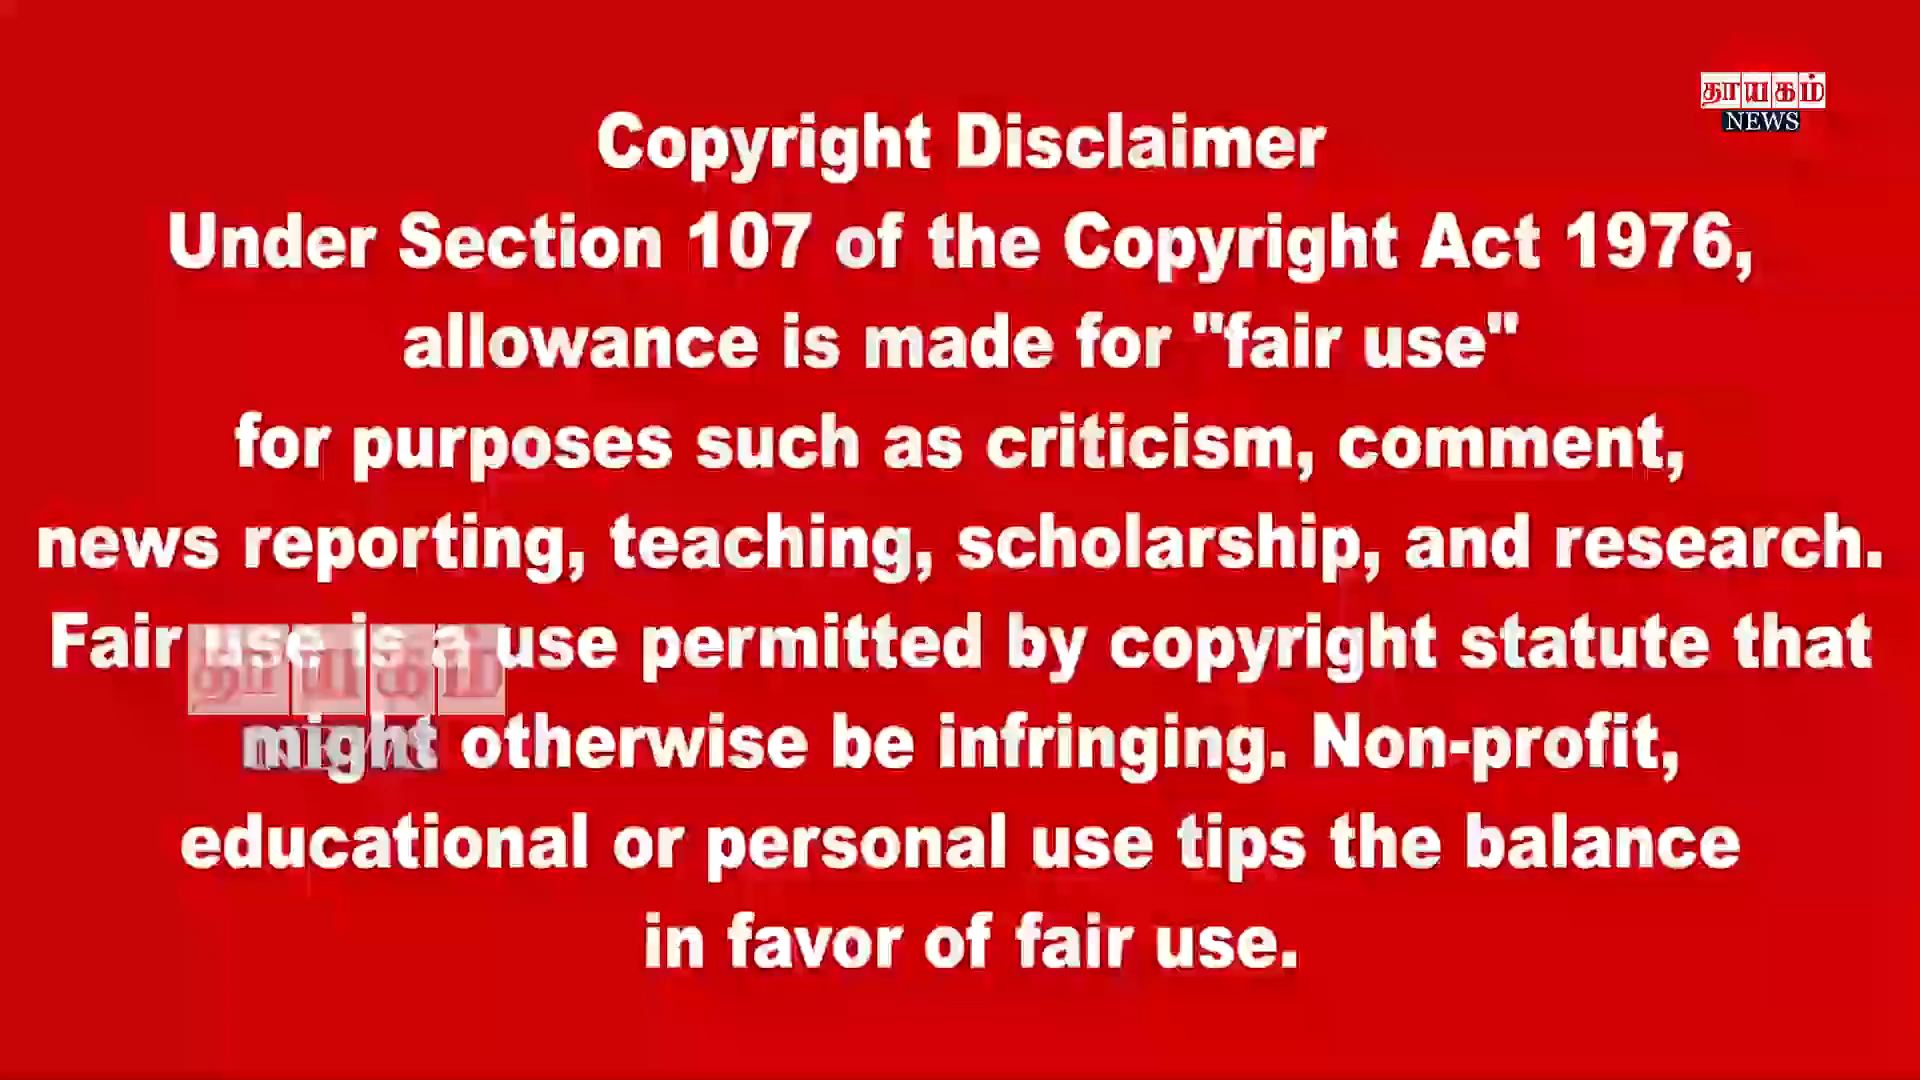 தாயகம்
NEWS
Copyright Disclaimer
Under Section 107 of the Copyright Act 1976,
allowance is made for "fair use"
for purposes such as criticism, comment,
news reporting, teaching, scholarship, and research.
Fair use is a use permitted by copyright statute that
தாயகம்
might otherwise be infringing. Non-profit,
educational or personal use tips the balance
in favor of fair use.